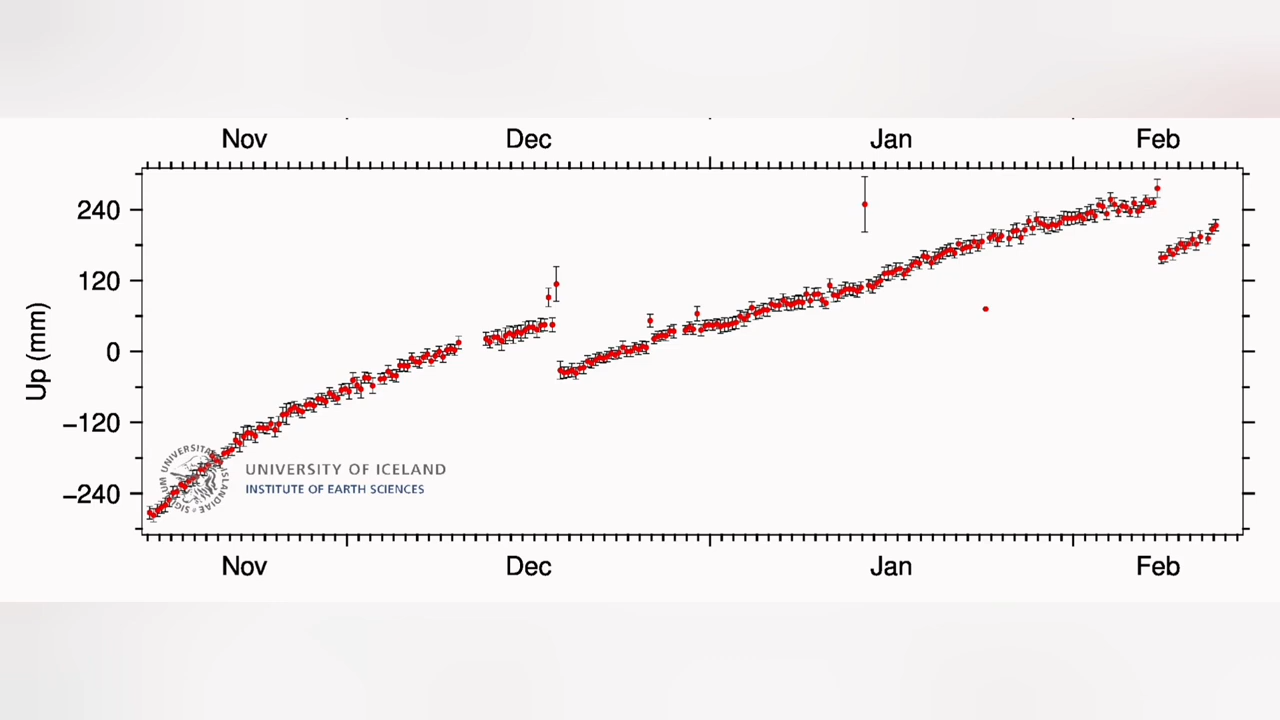 Nov Dec Jan Feb
240
120
0
−120
−240
Up (mm)
UNIVERSITY OF ICELAND
INSTITUTE OF EARTH SCIENCES
Nov Dec Jan Feb